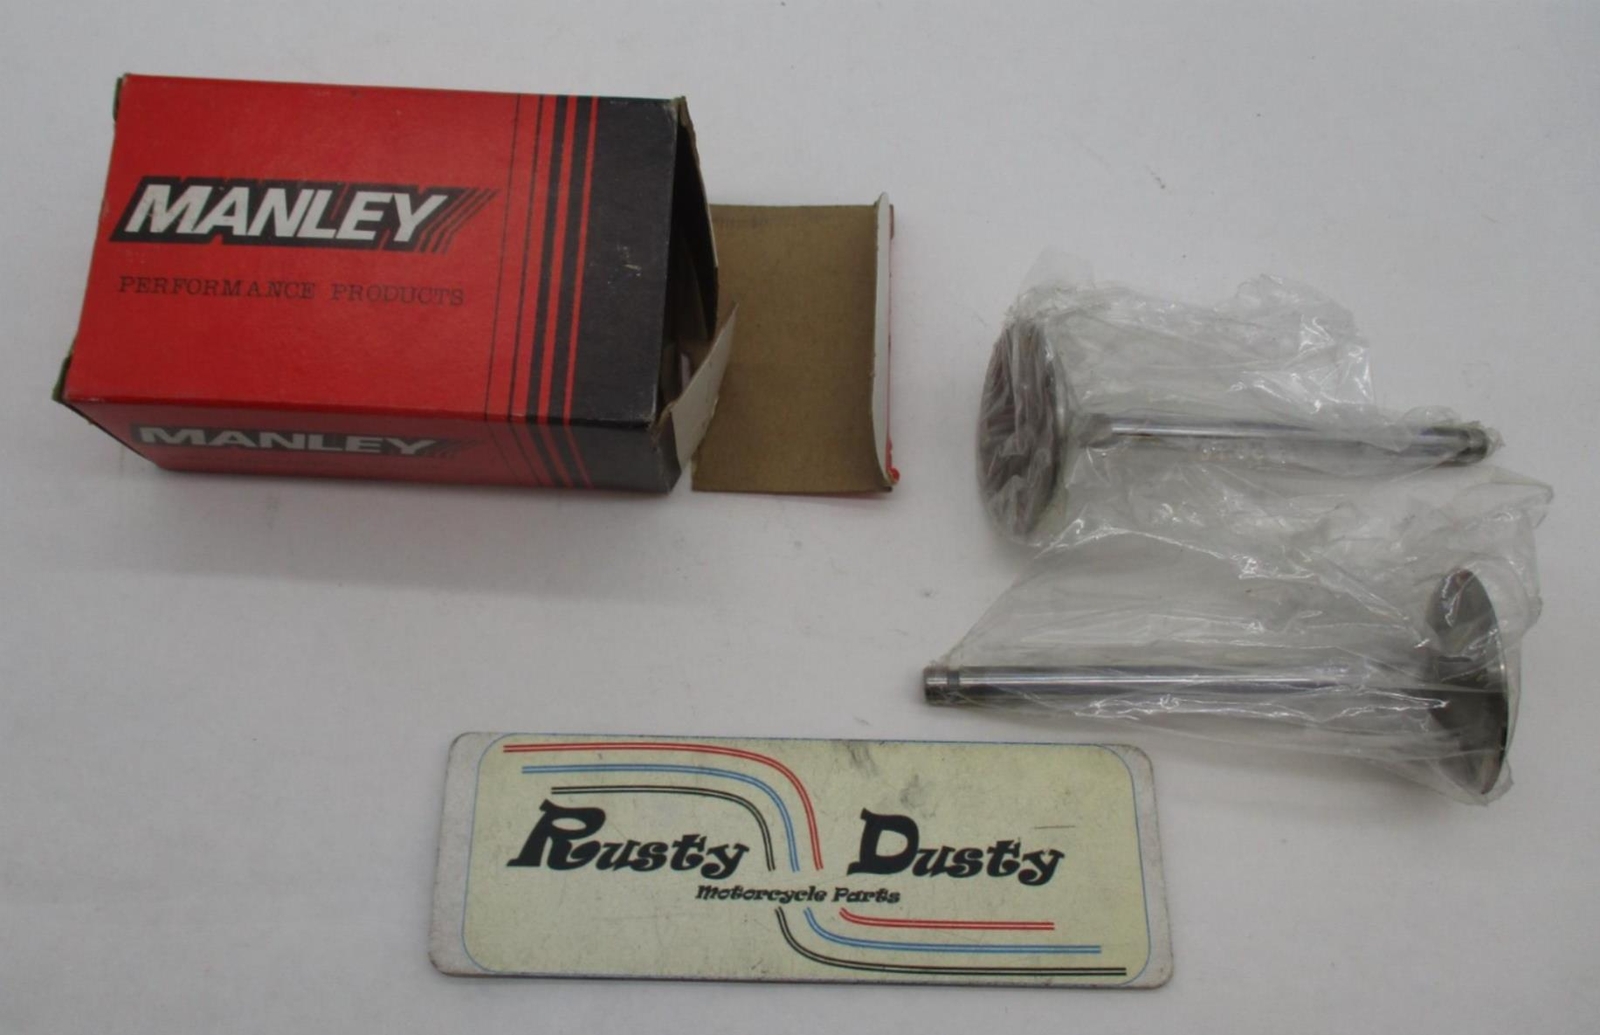 MANLEY
PERFORMANCE PRODUCTS
MANLEY
Rusty Dusty
Motorcycle Parts